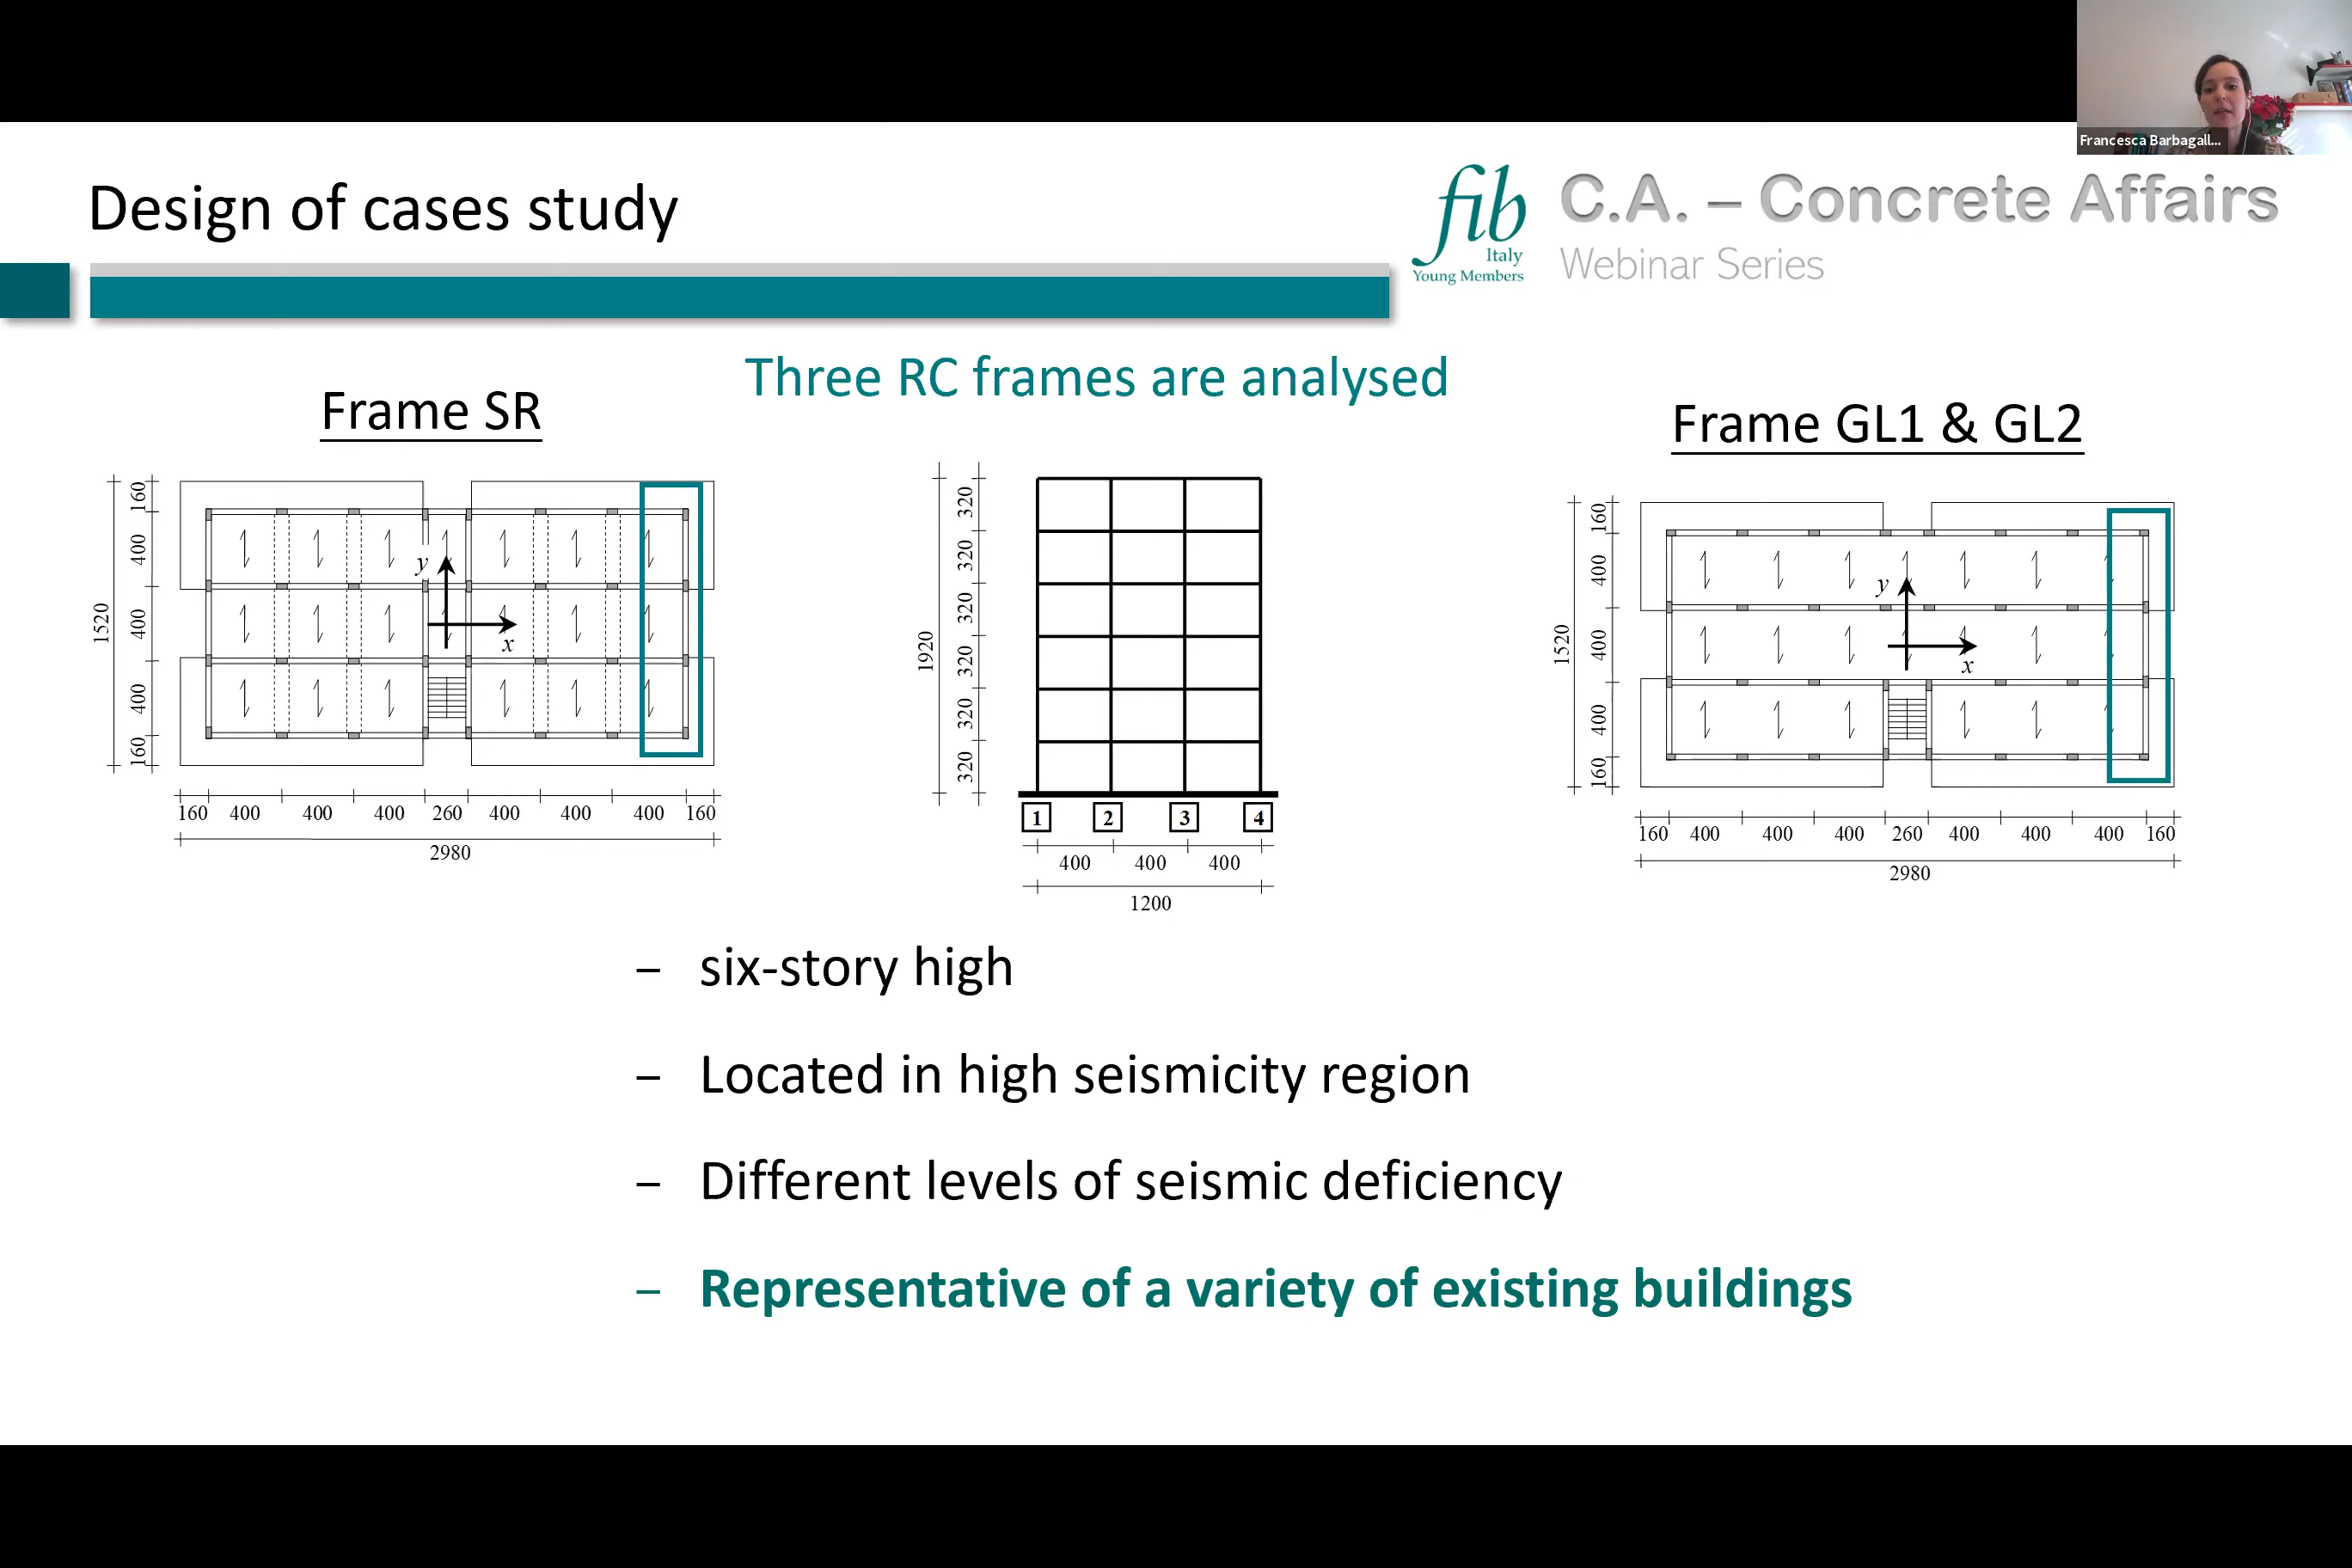 Francesca Barbagall...
Design of cases study
fib
Italy
Young Members
C.A. – Concrete Affairs
Webinar Series
Three RC frames are analysed
Frame SR
160
400
400
400
160
1520
y
x
160 400 400 400 260 400 400 400 160
2980
320
320
320
320
320
320
1920
1 2 3 4
400 400 400
1200
Frame GL1 & GL2
160
400
400
400
160
1520
y
x
160 400 400 400 260 400 400 400 160
2980
– six-story high
– Located in high seismicity region
– Different levels of seismic deficiency
– Representative of a variety of existing buildings